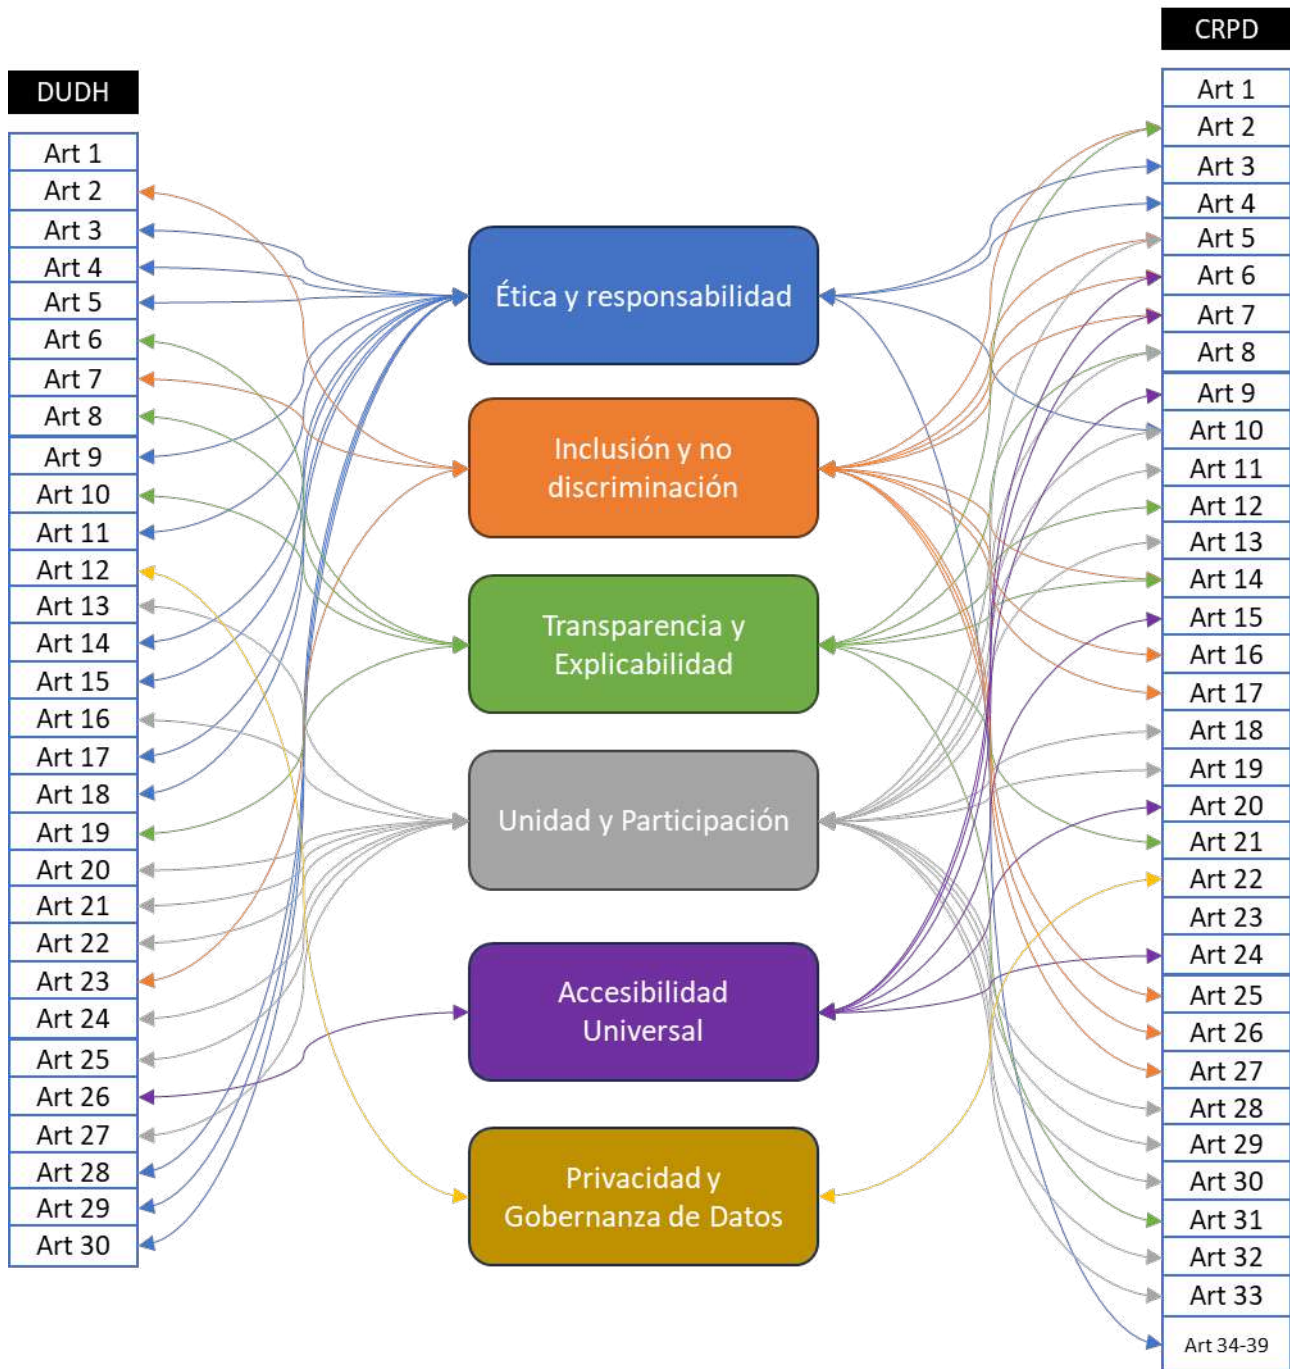 DUDH
Art 1
Art 2
Art 3
Art 4
Art 5
Art 6
Art 7
Art 8
Art 9
Art 10
Art 11
Art 12
Art 13
Art 14
Art 15
Art 16
Art 17
Art 18
Art 19
Art 20
Art 21
Art 22
Art 23
Art 24
Art 25
Art 26
Art 27
Art 28
Art 29
Art 30
Ética y responsabilidad
Inclusión y no
discriminación
Transparencia y
Explicabilidad
Unidad y Participación
Accesibilidad
Universal
Privacidad y
Gobernanza de Datos
CRPD
Art 1
Art 2
Art 3
Art 4
Art 5
Art 6
Art 7
Art 8
Art 9
Art 10
Art 11
Art 12
Art 13
Art 14
Art 15
Art 16
Art 17
Art 18
Art 19
Art 20
Art 21
Art 22
Art 23
Art 24
Art 25
Art 26
Art 27
Art 28
Art 29
Art 30
Art 31
Art 32
Art 33
Art 34-39